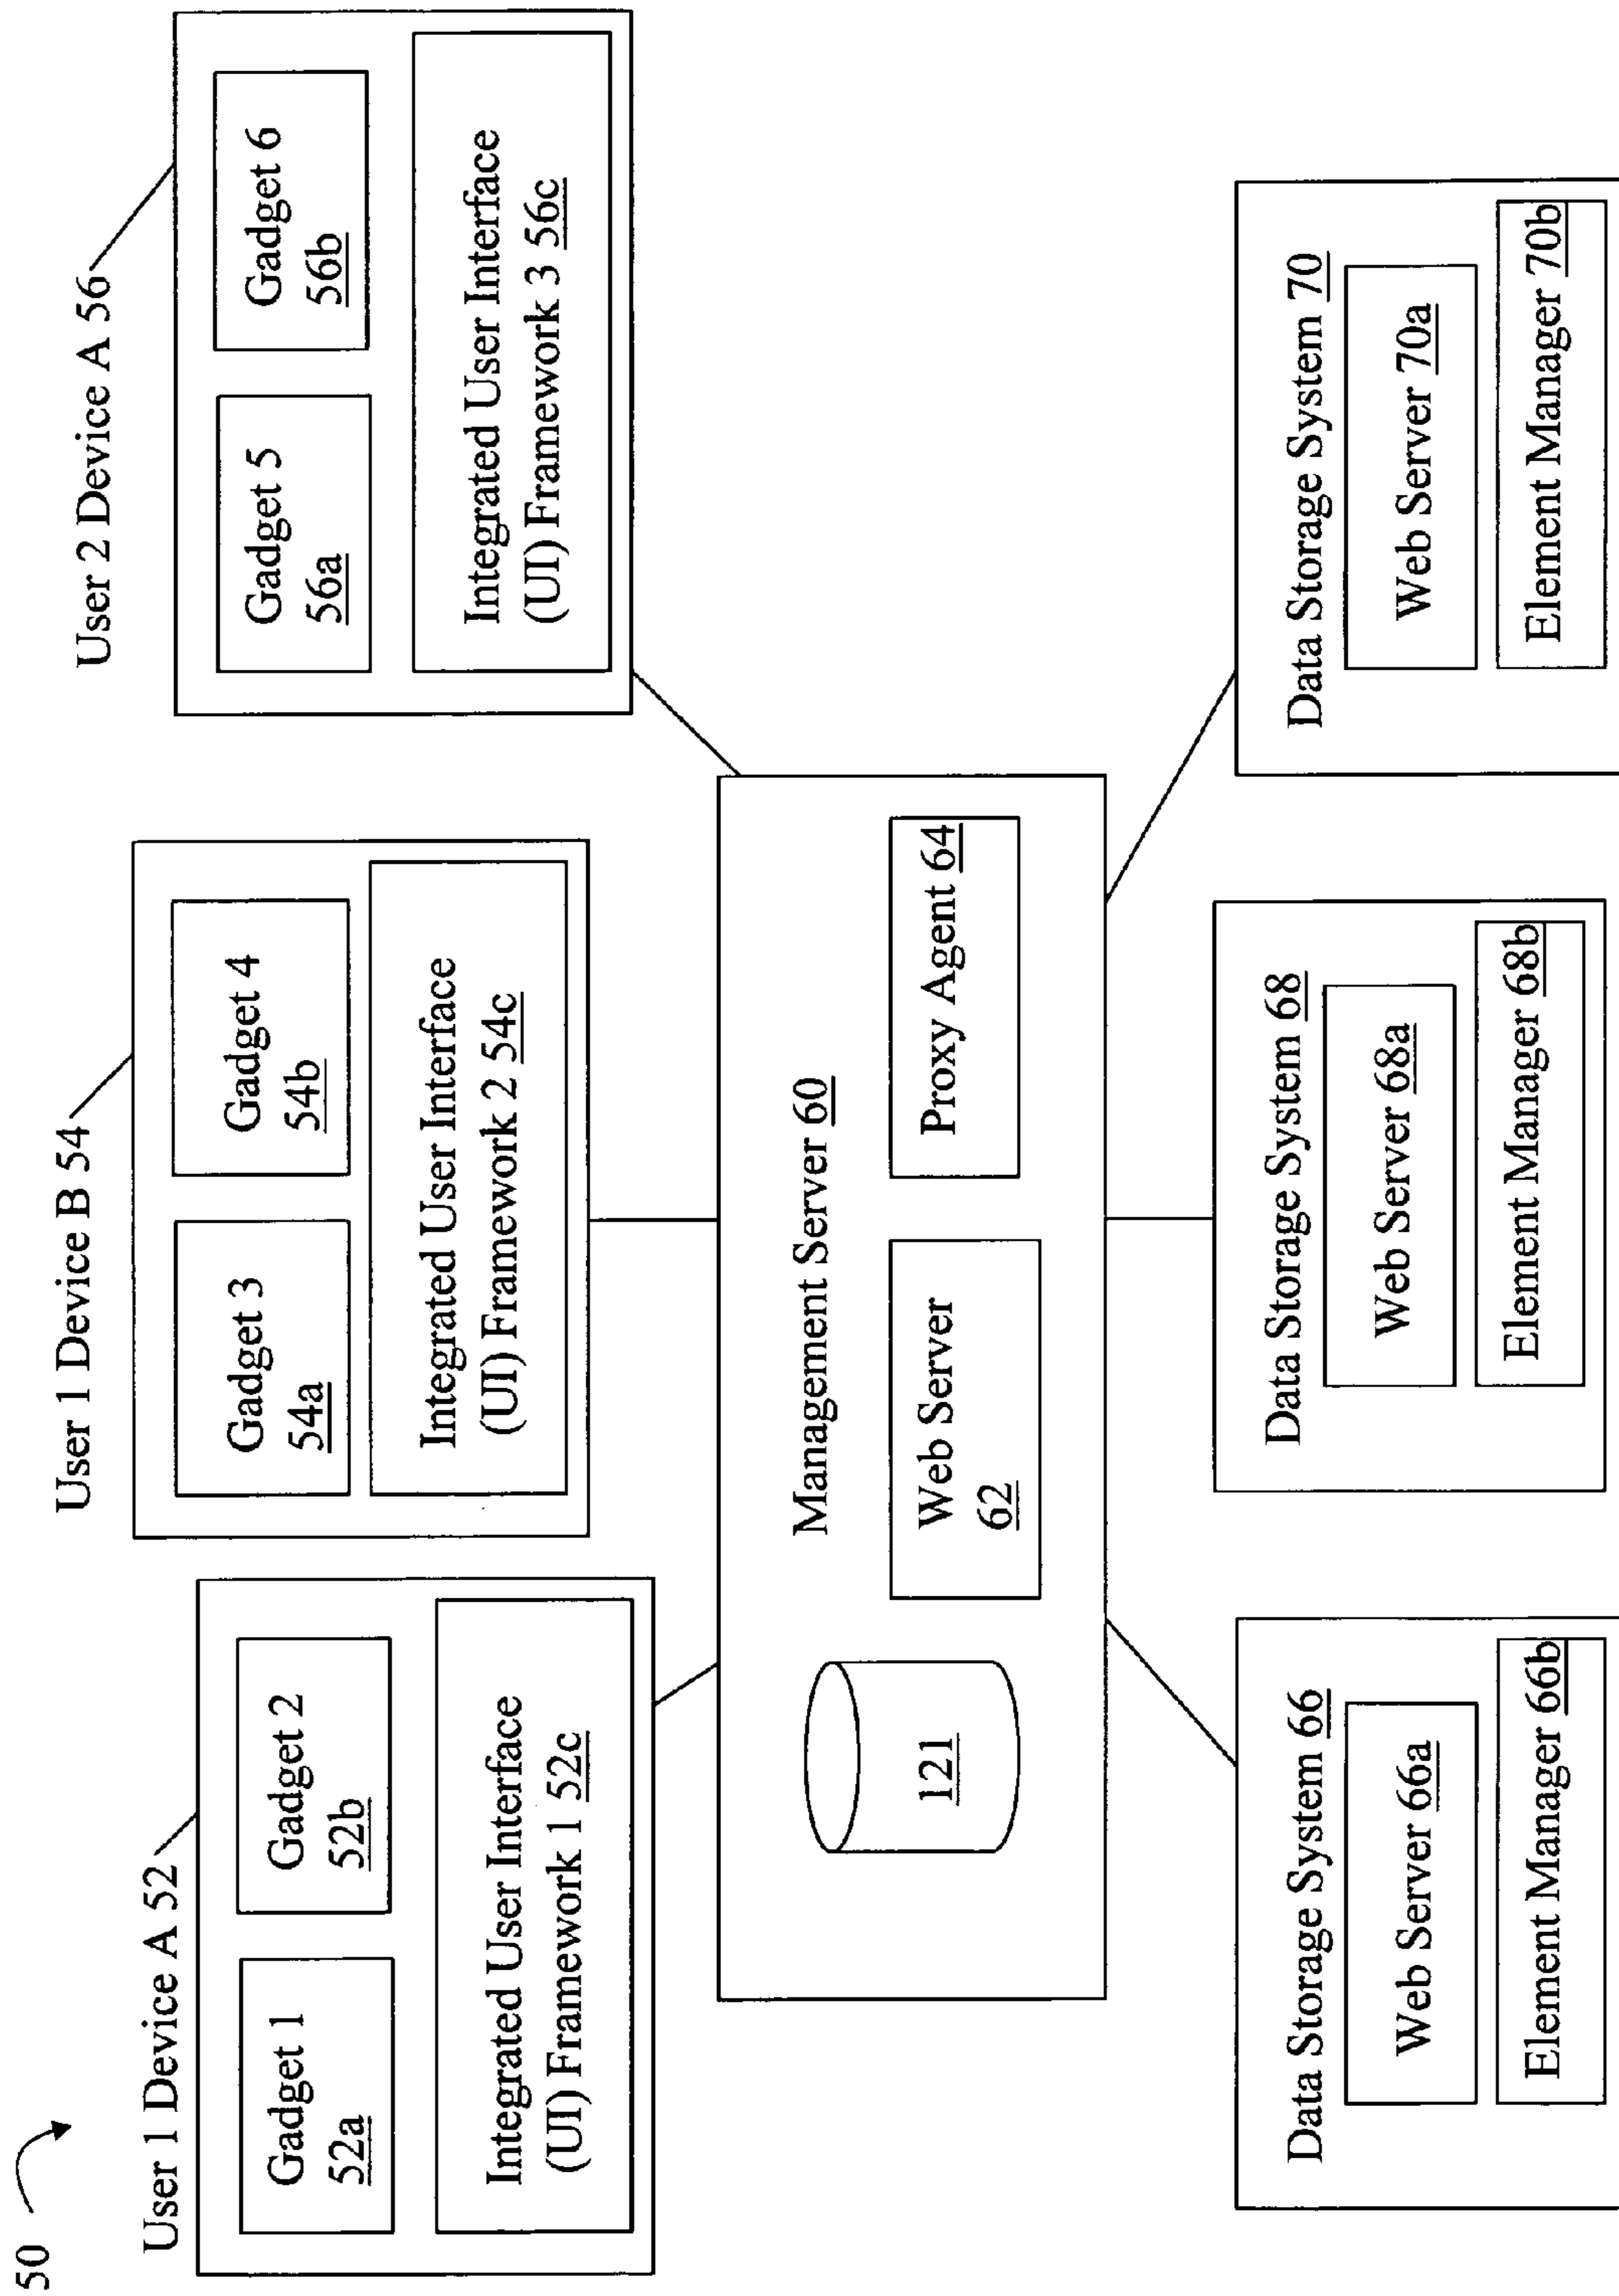 50
User 1 Device A 52
Gadget 1
52a
Gadget 2
52b
Integrated User Interface
(UI) Framework 1 52c
User 1 Device B 54
Gadget 3
54a
Gadget 4
54b
Integrated User Interface
(UI) Framework 2 54c
User 2 Device A 56
Gadget 5
56a
Gadget 6
56b
Integrated User Interface
(UI) Framework 3 56c
Management Server 60
121
Web Server
62
Proxy Agent 64
Data Storage System 66
Web Server 66a
Element Manager 66b
Data Storage System 68
Web Server 68a
Element Manager 68b
Data Storage System 70
Web Server 70a
Element Manager 70b